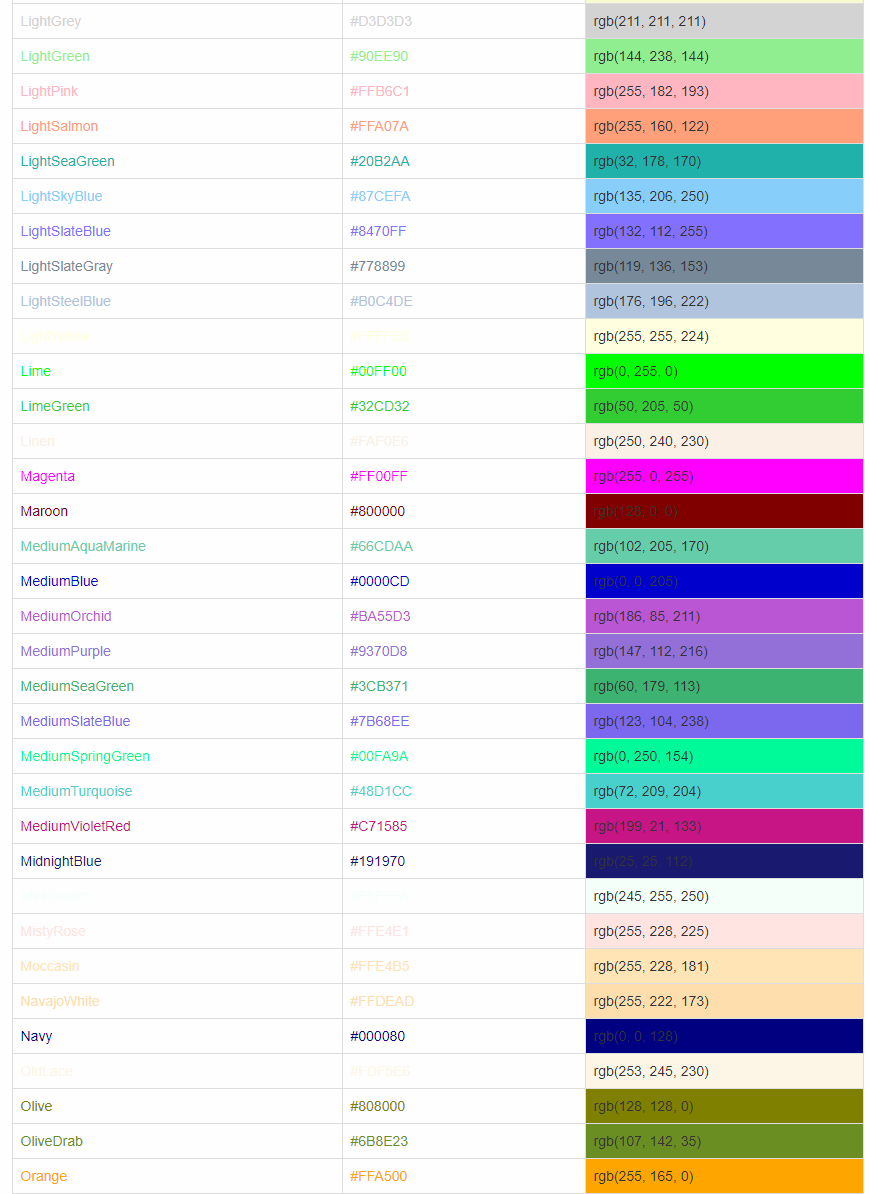 LightGrey #D3D3D3 rgb(211, 211, 211)
LightGreen #90EE90 rgb(144, 238, 144)
LightPink #FFB6C1 rgb(255, 182, 193)
LightSalmon #FFA07A rgb(255, 160, 122)
LightSeaGreen #20B2AA rgb(32, 178, 170)
LightSkyBlue #87CEFA rgb(135, 206, 250)
LightSlateBlue #8470FF rgb(132, 112, 255)
LightSlateGray #778899 rgb(119, 136, 153)
LightSteelBlue #B0C4DE rgb(176, 196, 222)
rgb(255, 255, 224)
Lime #00FF00 rgb(0, 255, 0)
LimeGreen #32CD32 rgb(50, 205, 50)
Linen #FAF0E6 rgb(250, 240, 230)
Magenta #FF00FF rgb(255, 0, 255)
Maroon #800000 rgb(128, 0, 0)
MediumAquaMarine #66CDAA rgb(102, 205, 170)
MediumBlue #0000CD rgb(0, 0, 205)
MediumOrchid #BA55D3 rgb(186, 85, 211)
MediumPurple #9370D8 rgb(147, 112, 216)
MediumSeaGreen #3CB371 rgb(60, 179, 113)
MediumSlateBlue #7B68EE rgb(123, 104, 238)
MediumSpringGreen #00FA9A rgb(0, 250, 154)
MediumTurquoise #48D1CC rgb(72, 209, 204)
MediumVioletRed #C71585 rgb(199, 21, 133)
MidnightBlue #191970 rgb(25, 25, 112)
rgb(245, 255, 250)
MistyRose #FFE4E1 rgb(255, 228, 225)
Moccasin #FFE4B5 rgb(255, 228, 181)
NavajoWhite #FFDEAD rgb(255, 222, 173)
Navy #000080 rgb(0, 0, 128)
OldLace #FDF5E6 rgb(253, 245, 230)
Olive #808000 rgb(128, 128, 0)
OliveDrab #6B8E23 rgb(107, 142, 35)
Orange #FFA500 rgb(255, 165, 0)